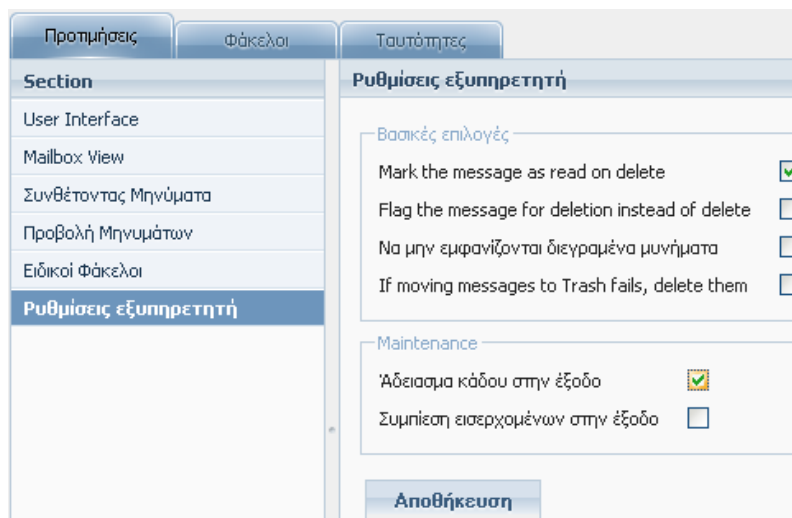 Προτιμήσεις
Φάκελοι
Ταυτότητες
Section
User Interface
Mailbox View
Συνθέτοντας Μηνύματα
Προβολή Μηνυμάτων
Ειδικοί Φάκελοι
Ρυθμίσεις εξυπηρετητή
Ρυθμίσεις εξυπηρετητή
Βασικές επιλογές
Mark the message as read on delete
Flag the message for deletion instead of delete
Να μην εμφανίζονται διεγραμένα μυνήματα
If moving messages to Trash fails, delete them
Maintenance
Άδειασμα κάδου στην έξοδο
Συμπίεση εισερχομένων στην έξοδο
Αποθήκευση